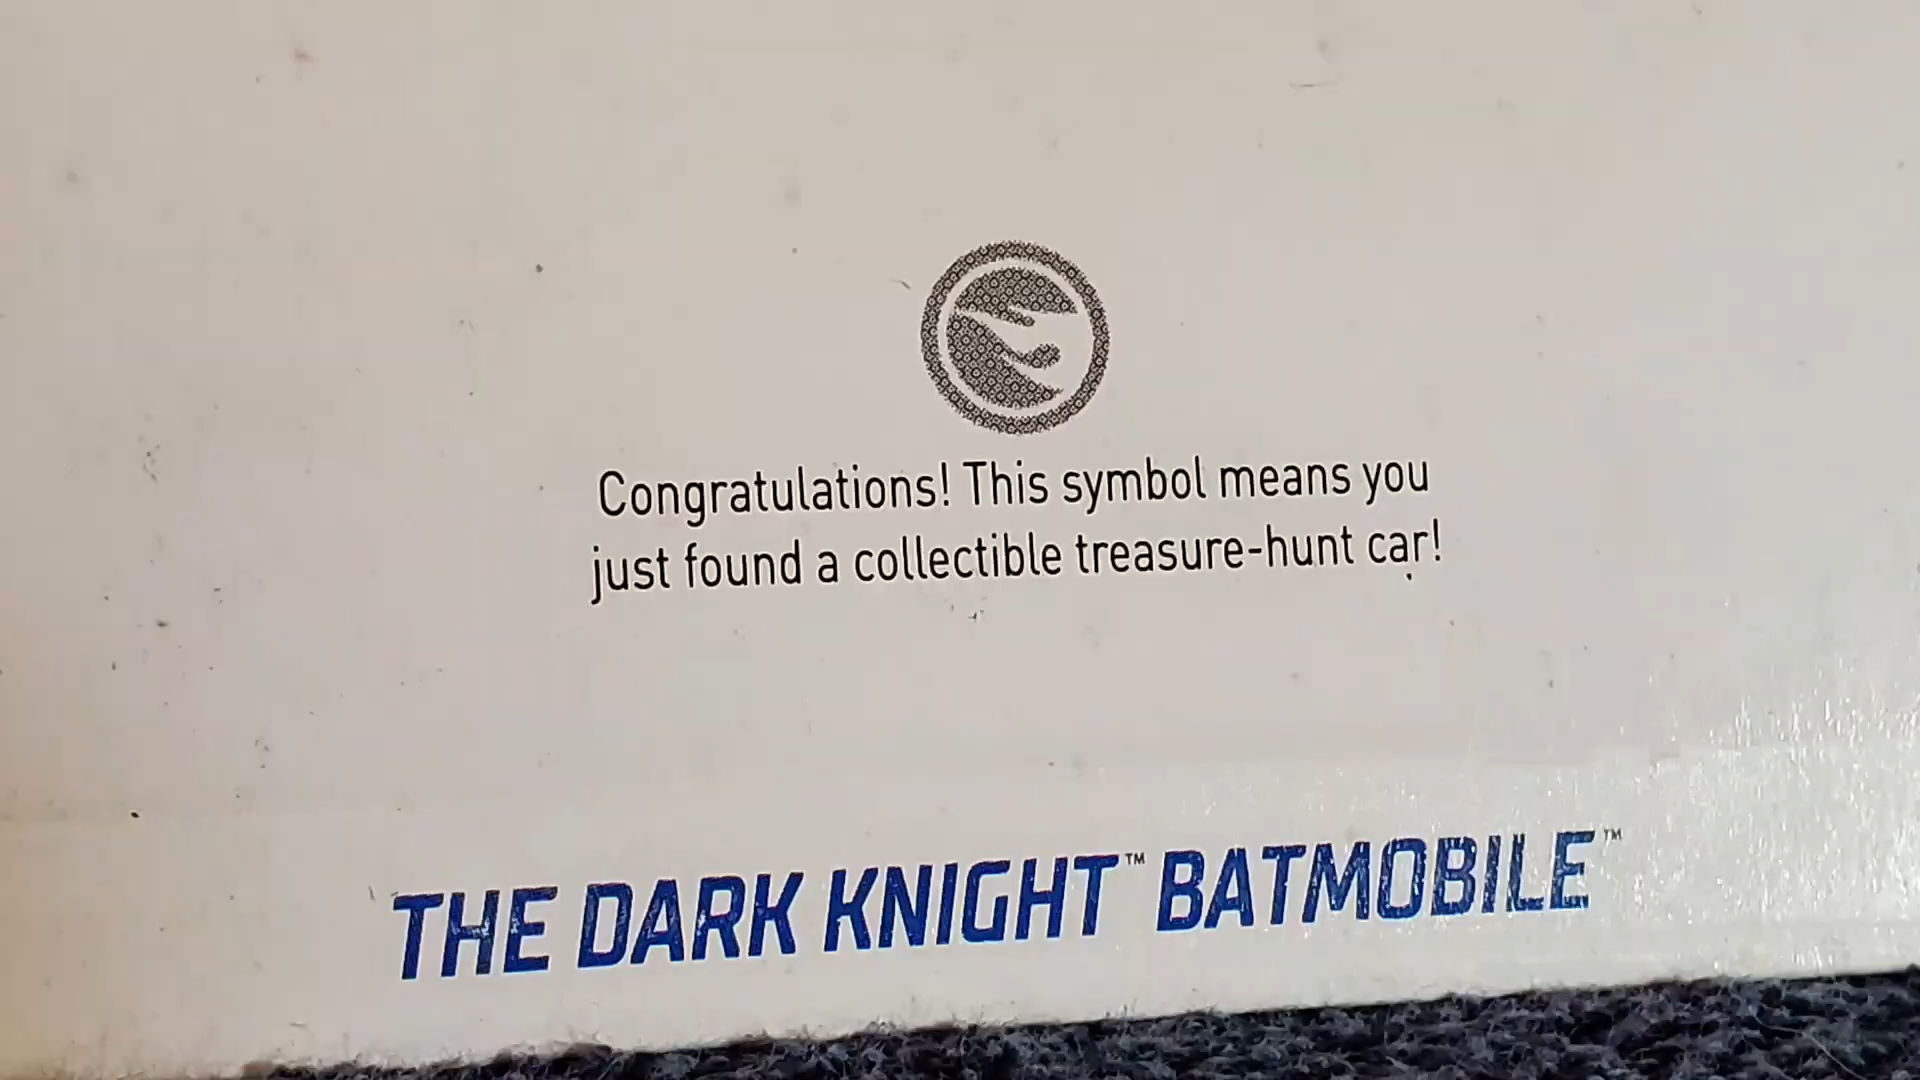 Congratulations! This symbol means you
just found a collectible treasure-hunt car!
THE DARK KNIGHT™ BATMOBILE™